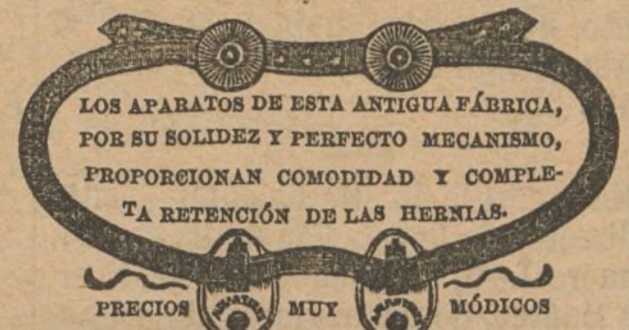 LOS APARATOS DE ESTA ANTIGUA FÁBRICA,
POR SU SOLIDEZ Y PERFECTO MECANISMO,
PROPORCIONAN COMODIDAD Y COMPLE-
TA RETENCIÓN DE LAS HERNIAS.
PRECIOS MUY MÓDICOS